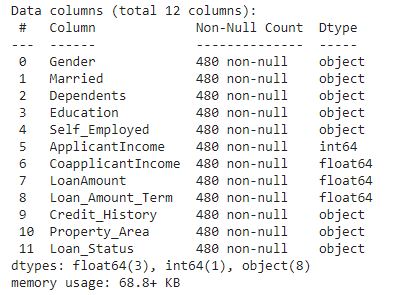 Data columns (total 12 columns):
 #   Column             Non-Null Count  Dtype
---  ------             --------------  -----
 0   Gender             480 non-null    object
 1   Married            480 non-null    object
 2   Dependents         480 non-null    object
 3   Education          480 non-null    object
 4   Self_Employed      480 non-null    object
 5   ApplicantIncome    480 non-null    int64
 6   CoapplicantIncome  480 non-null    float64
 7   LoanAmount         480 non-null    float64
 8   Loan_Amount_Term   480 non-null    float64
 9   Credit_History     480 non-null    object
 10  Property_Area      480 non-null    object
 11  Loan_Status        480 non-null    object
dtypes: float64(3), int64(1), object(8)
memory usage: 68.8+ KB